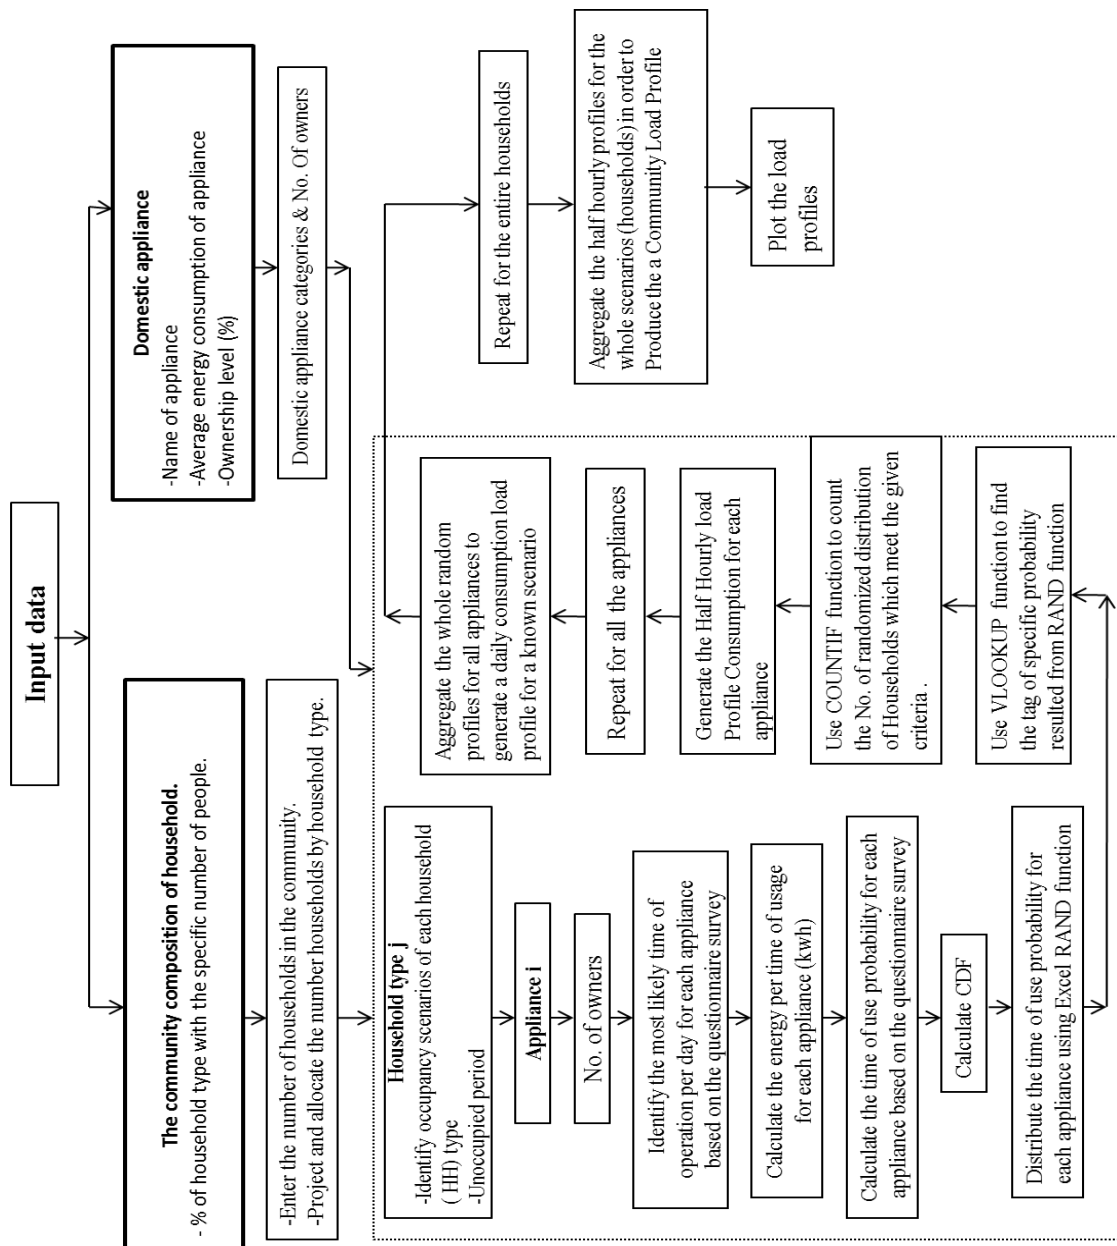 Input data
The community composition of household.
- % of household type with the specific number of people.
Domestic appliance
-Name of appliance
-Average energy consumption of appliance
-Ownership level (%)
-Enter the number of households in the community.
-Project and allocate the number households by household type.
Domestic appliance categories & No. Of owners
Household type j
-Identify occupancy scenarios of each household
( HH) type
-Unoccupied period
Appliance i
No. of owners
Identify the most likely time of
operation per day for each appliance
based on the questionnaire survey
Calculate the energy per time of usage
for each appliance (kwh)
Calculate the time of use probability for each
appliance based on the questionnaire survey
Calculate CDF
Distribute the time of use probability for
each appliance using Excel RAND function
Use VLOOKUP function to find
the tag of specific probability
resulted from RAND function
Use COUNTIF function to count
the No. of randomized distribution
of Households which meet the given
criteria .
Generate the Half Hourly load
Profile Consumption for each
appliance
Repeat for all the appliances
Aggregate the whole random
profiles for all appliances to
generate a daily consumption load
profile for a known scenario
Repeat for the entire households
Aggregate the half hourly profiles for the
whole scenarios (households) in order to
Produce the a Community Load Profile
Plot the load
profiles